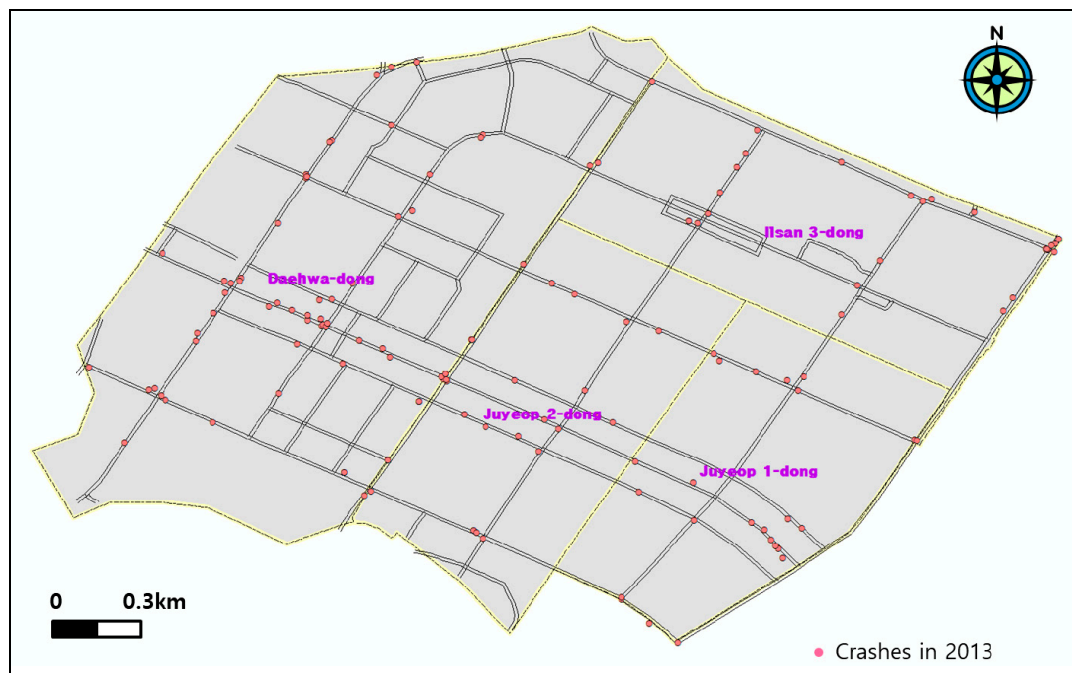 N
Ilsan 3-dong
Daehwa-dong
Juyeop 2-dong
Juyeop 1-dong
0 0.3km
Crashes in 2013